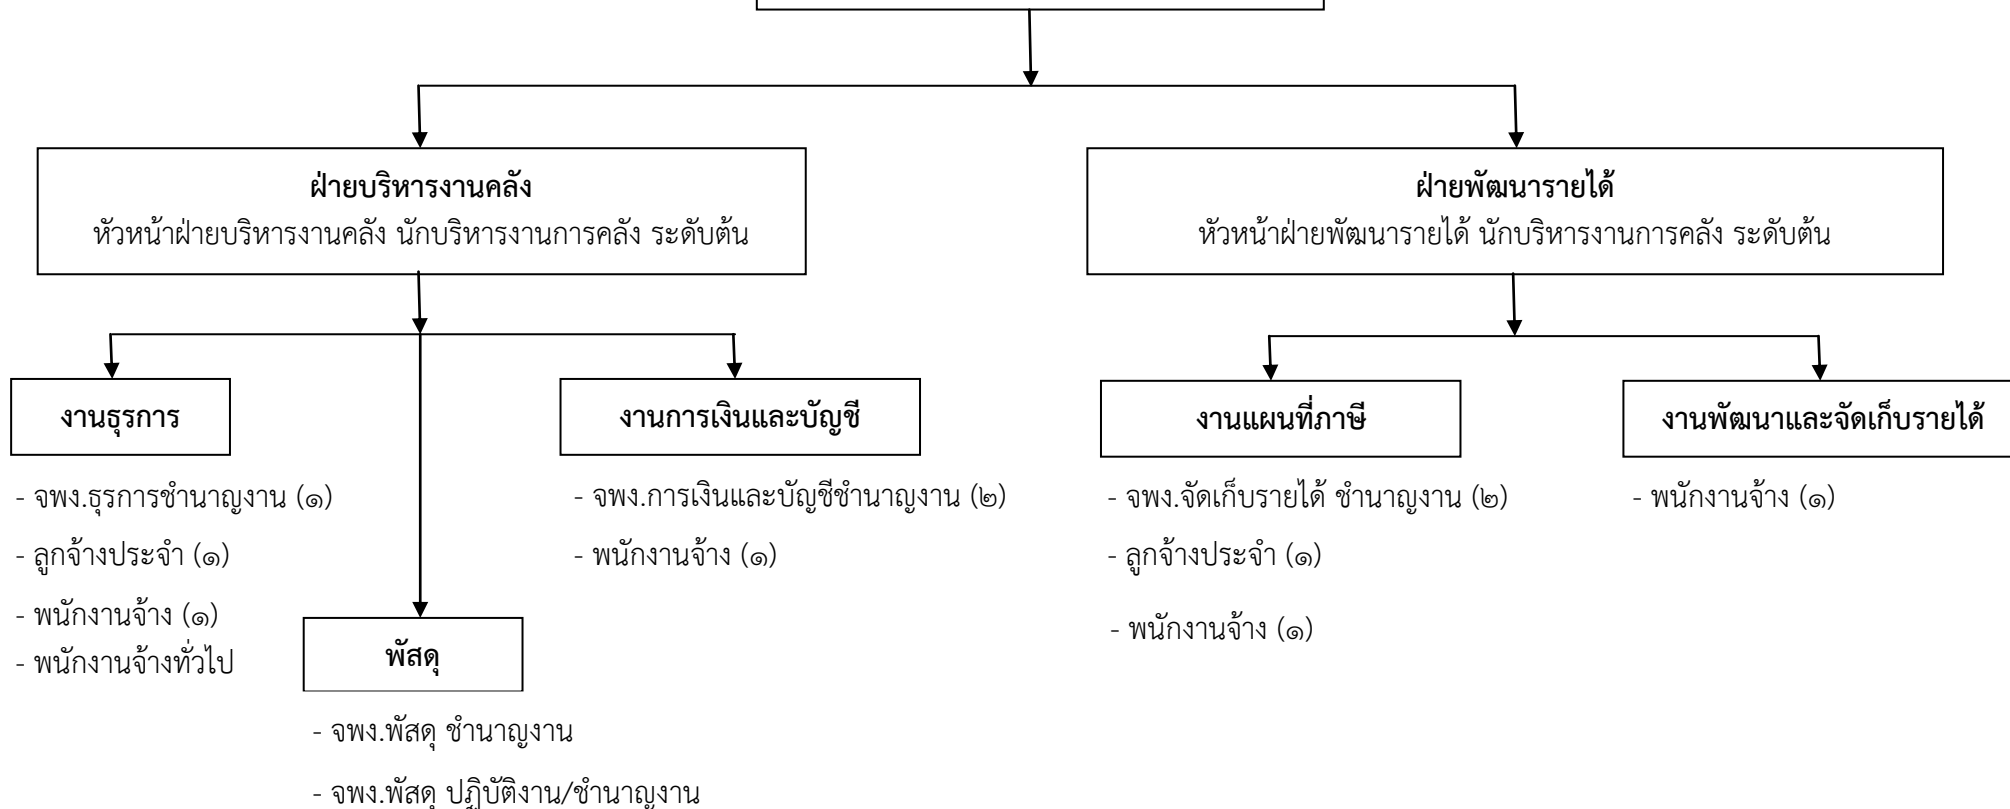 ฝ่ายบริหารงานคลัง
หัวหน้าฝ่ายบริหารงานคลัง นักบริหารงานการคลัง ระดับต้น
ฝ่ายพัฒนารายได้
หัวหน้าฝ่ายพัฒนารายได้ นักบริหารงานการคลัง ระดับต้น
งานธุรการ
- จพง.ธุรการชำนาญงาน (๑)
- ลูกจ้างประจำ (๑)
- พนักงานจ้าง (๑)
- พนักงานจ้างทั่วไป
พัสดุ
- จพง.พัสดุ ชำนาญงาน
- จพง.พัสดุ ปฏิบัติงาน/ชำนาญงาน
งานการเงินและบัญชี
- จพง.การเงินและบัญชีชำนาญงาน (๒)
- พนักงานจ้าง (๑)
งานแผนที่ภาษี
- จพง.จัดเก็บรายได้ ชำนาญงาน (๒)
- ลูกจ้างประจำ (๑)
- พนักงานจ้าง (๑)
งานพัฒนาและจัดเก็บรายได้
- พนักงานจ้าง (๑)